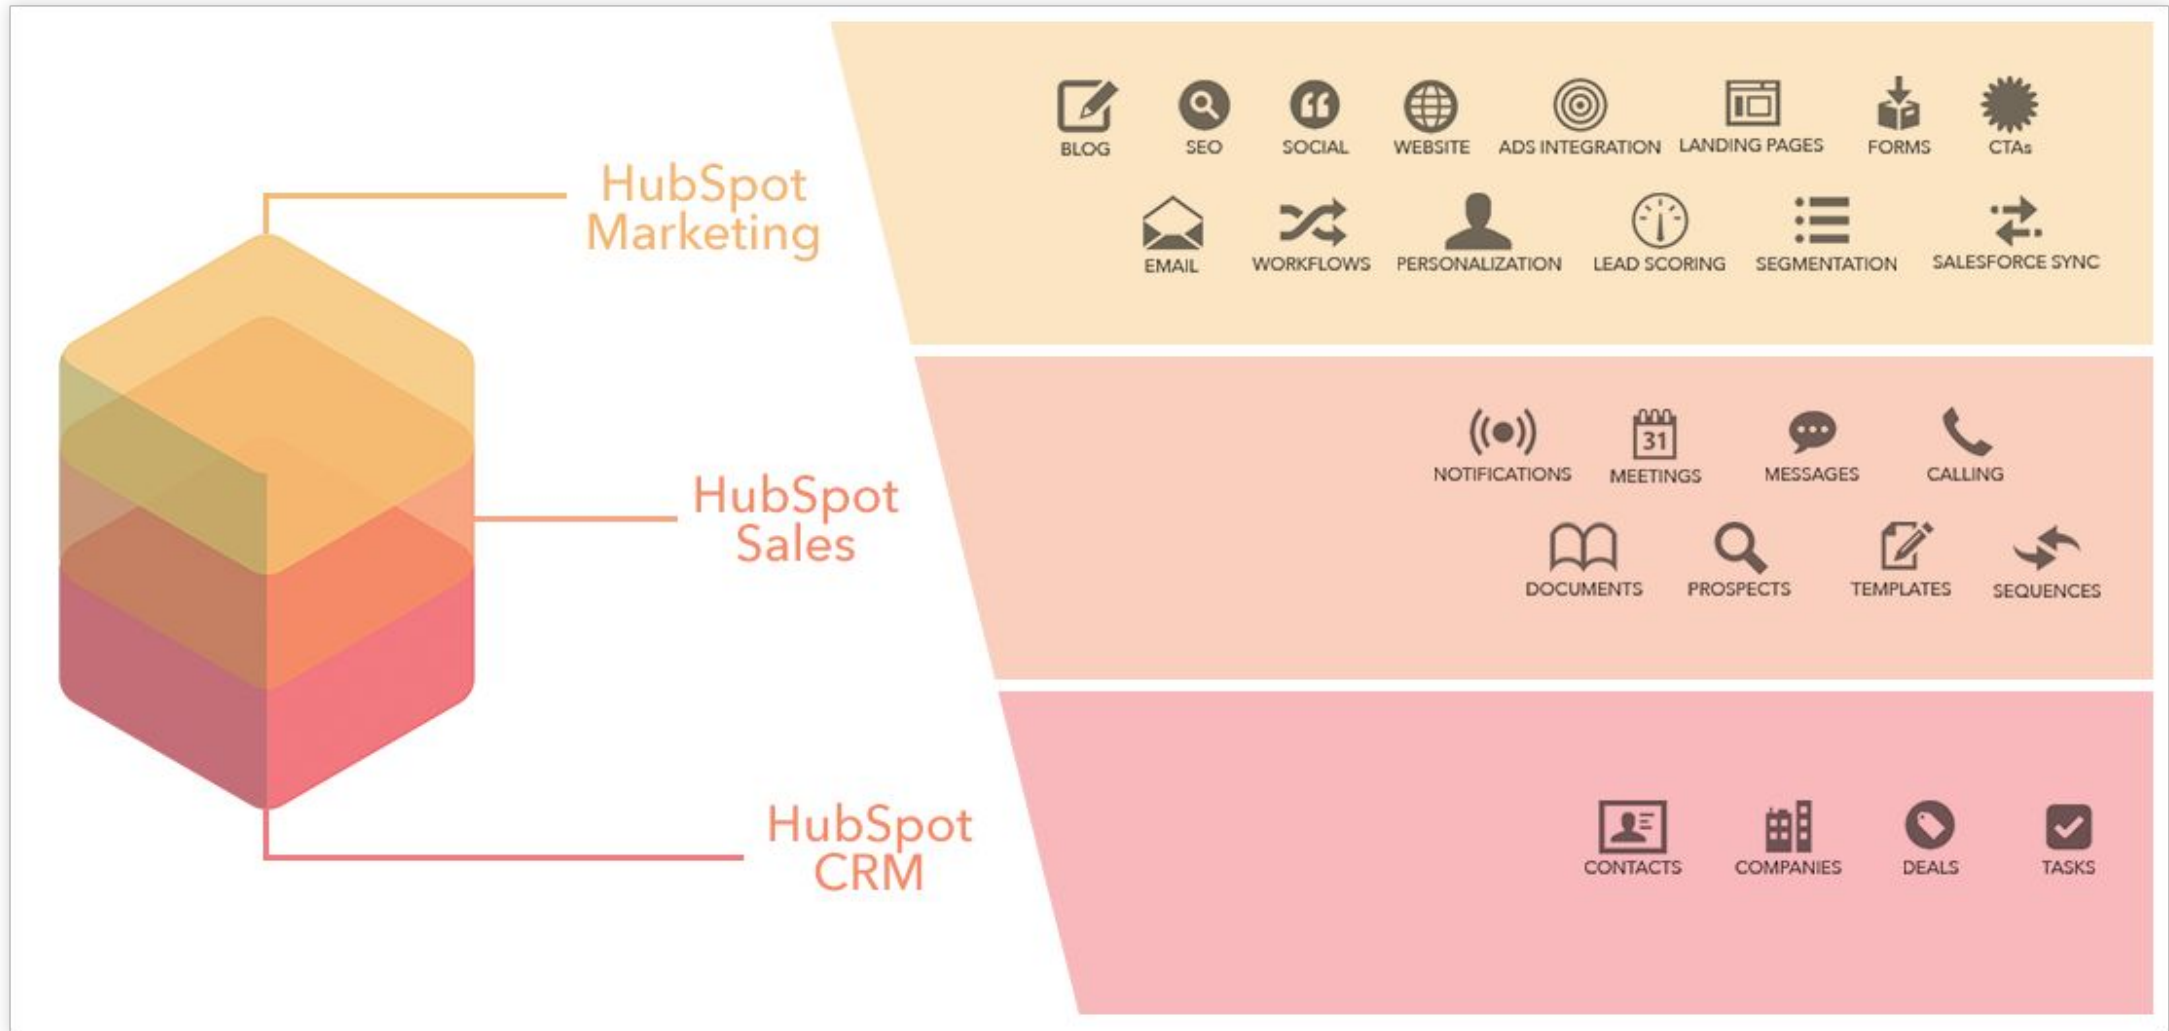 HubSpot
Marketing
BLOG SEO SOCIAL WEBSITE ADS INTEGRATION LANDING PAGES FORMS CTAs
EMAIL WORKFLOWS PERSONALIZATION LEAD SCORING SEGMENTATION SALESFORCE SYNC
HubSpot
Sales
31
NOTIFICATIONS MEETINGS MESSAGES CALLING
DOCUMENTS PROSPECTS TEMPLATES SEQUENCES
HubSpot
CRM
CONTACTS COMPANIES DEALS TASKS